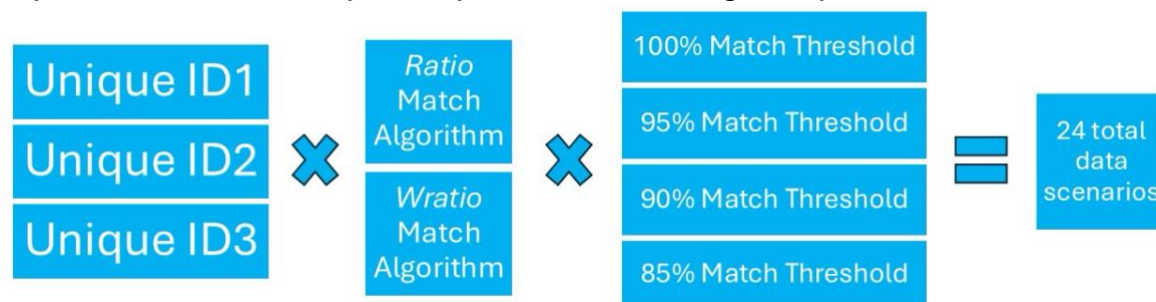 Unique ID1
Unique ID2
Unique ID3
Ratio
Match
Algorithm
Wratio
Match
Algorithm
100% Match Threshold
95% Match Threshold
90% Match Threshold
85% Match Threshold
24 total
data
scenarios